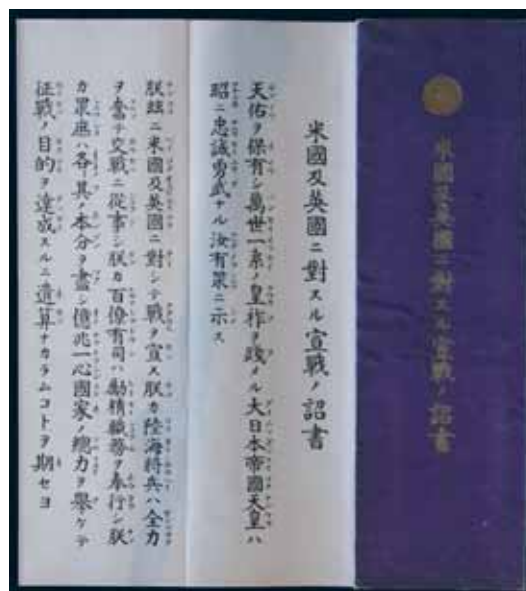 米國及英國ニ對スル宣戰ノ詔書
米國及英國ニ對スル宣戰ノ詔書
天佑ヲ保有シ萬世一系ノ皇祚ヲ踐メル大日本帝國天皇ハ
昭ニ忠誠勇武ナル汝有眾ニ示ス
朕茲ニ米國及英國ニ對シテ戰ヲ宣ス朕カ陸海將兵ハ全力
ヲ奮テ交戰ニ從事シ朕カ百僚有司ハ勵精職務ヲ奉行シ朕
カ眾庶ハ各〻其ノ本分ヲ盡シ億兆一心國家ノ總力ヲ擧ケテ
征戰ノ目的ヲ達成スルニ遺算ナカラムコトヲ期セヨ